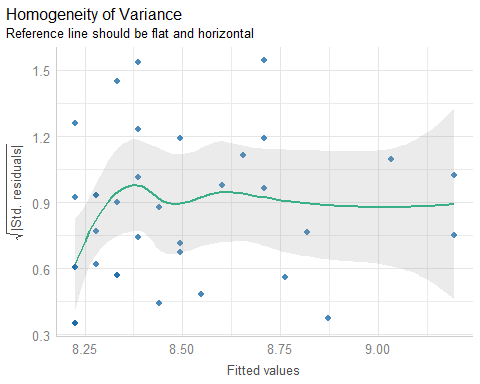 Homogeneity of Variance
Reference line should be flat and horizontal
√|Std. residuals|
1.5
1.2
0.9
0.6
0.3
8.25 8.50 8.75 9.00
Fitted values